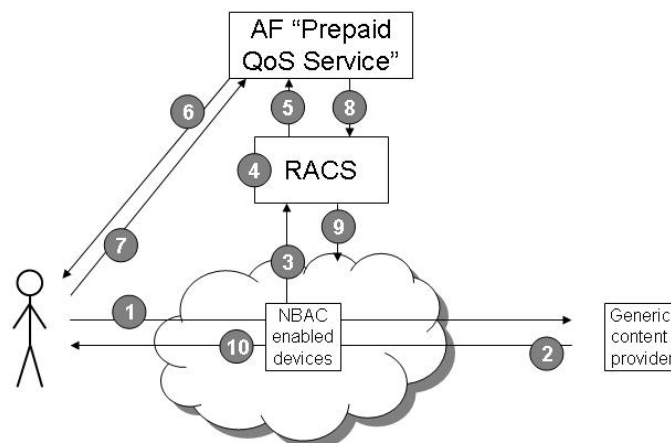 AF “Prepaid
QoS Service”
6
5
8
4
RACS
7
9
3
1
NBAC
enabled
devices
10
2
Generic
content
provider